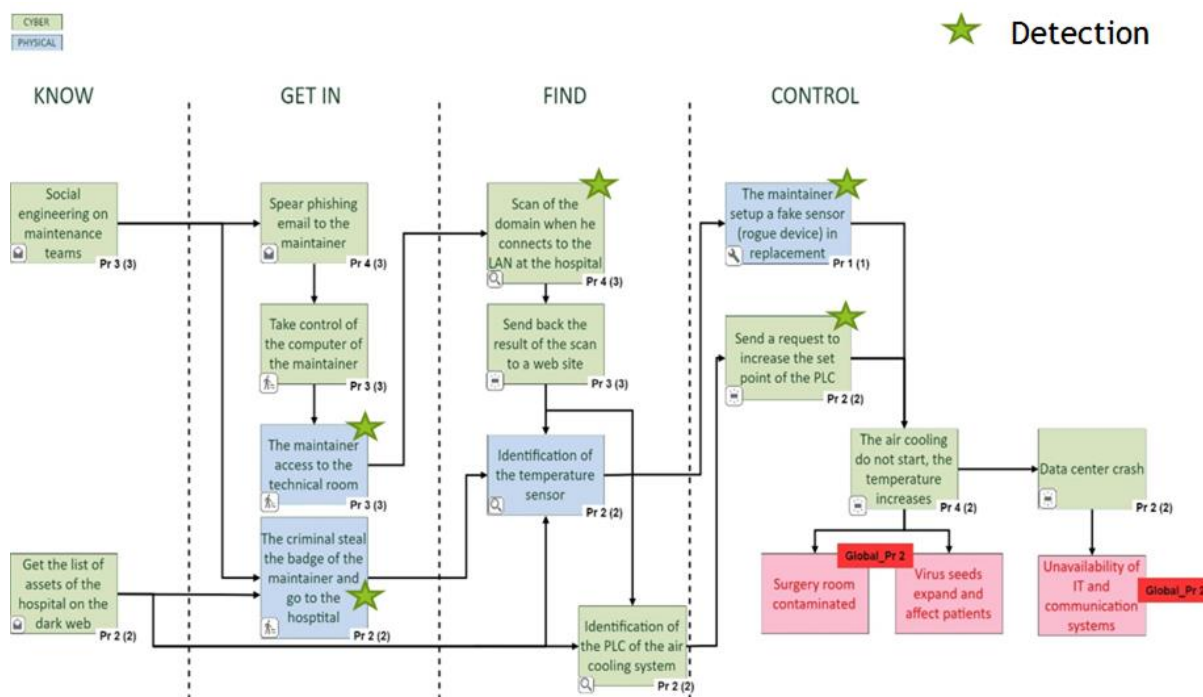 CYBER
PHYSICAL
Detection
KNOW
GET IN
FIND
CONTROL
Social
engineering on
maintenance
teams
Pr 3 (3)
Spear phishing
email to the
maintainer
Pr 4 (3)
Scan of the
domain when he
connects to the
LAN at the hospital
Pr 4 (3)
The maintainer
setup a fake sensor
(rogue device) in
replacement
Pr 1 (1)
Take control of
the computer of
the maintainer
Pr 3 (3)
Send back the
result of the scan
to a web site
Pr 3 (3)
Send a request to
increase the set
point of the PLC
Pr 2 (2)
The maintainer
access to the
technical room
Pr 3 (3)
Identification of
the temperature
sensor
Pr 2 (2)
The air cooling
do not start, the
temperature
increases
Pr 4 (2)
Data center crash
Pr 2 (2)
Get the list of
assets of the
hospital on the
dark web
Pr 2 (2)
The criminal steal
the badge of the
maintainer and
go to the
hosptital
Pr 2 (2)
Identification of
the PLC of the air
cooling system
Pr 2 (2)
Global_Pr 2
Surgery room
contaminated
Virus seeds
expand and
affect patients
Unavailability of
IT and
communication
systems
Global_Pr 2